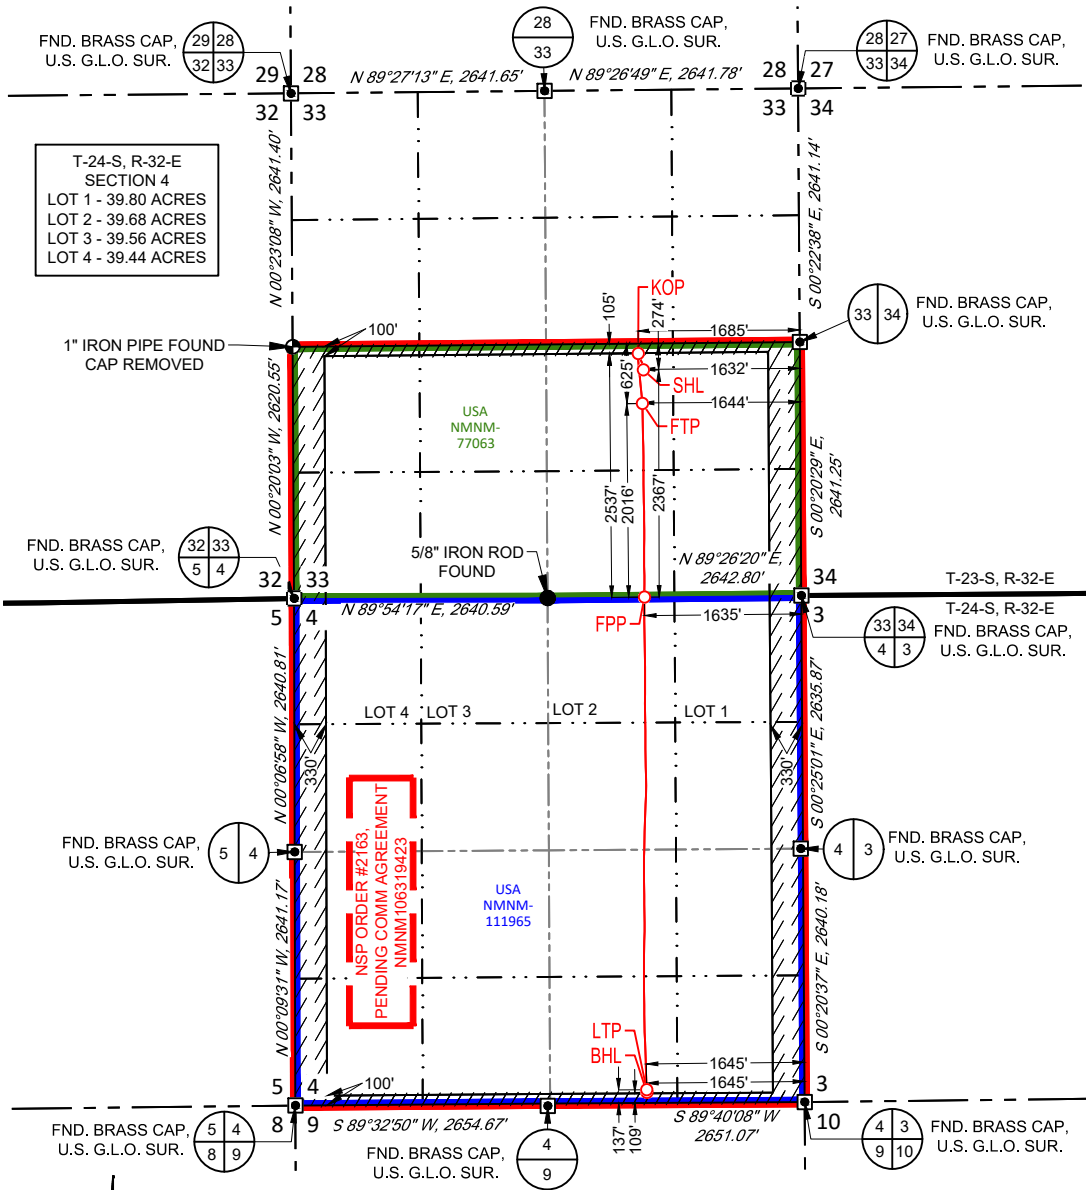 FND. BRASS CAP,
U.S. G.L.O. SUR.
29 28
32 33
29 28
32 33
N 89°27'13" E, 2641.65'
28
33
FND. BRASS CAP,
U.S. G.L.O. SUR.
N 89°26'49" E, 2641.78'
28 27
33 34
28 27
33 34
FND. BRASS CAP,
U.S. G.L.O. SUR.
T-24-S, R-32-E
SECTION 4
LOT 1 - 39.80 ACRES
LOT 2 - 39.68 ACRES
LOT 3 - 39.56 ACRES
LOT 4 - 39.44 ACRES
N 00°23'08" W, 2641.40'
S 00°22'38" E, 2641.14'
KOP
105'
274'
1685'
33 34
FND. BRASS CAP,
U.S. G.L.O. SUR.
1" IRON PIPE FOUND
CAP REMOVED
100'
625'
1632'
SHL
1644'
FTP
USA
NMNM-
77063
N 00°20'03" W, 2620.55'
2537'
2016'
2367'
S 00°20'29" E,
2641.25'
FND. BRASS CAP,
U.S. G.L.O. SUR.
32 33
5 4
32 33
5 4
5/8" IRON ROD
FOUND
N 89°26'20" E,
2642.80'
34
3
T-23-S, R-32-E
T-24-S, R-32-E
N 89°54'17" E, 2640.59'
FPP
1635'
33 34
4 3
FND. BRASS CAP,
U.S. G.L.O. SUR.
N 00°06'58" W, 2640.81'
LOT 4
LOT 3
LOT 2
LOT 1
330'
330'
S 00°25'01" E, 2635.87'
NSP ORDER #2163,
PENDING COMM AGREEMENT
NMNM106319423
FND. BRASS CAP,
U.S. G.L.O. SUR.
5 4
4 3
FND. BRASS CAP,
U.S. G.L.O. SUR.
USA
NMNM-
111965
N 00°09'31" W, 2641.17'
S 00°20'37" E, 2640.18'
LTP
BHL
1645'
1645'
100'
5 4
8 9
3
10
S 89°32'50" W, 2654.67'
137'
109'
S 89°40'08" W
2651.07'
FND. BRASS CAP,
U.S. G.L.O. SUR.
5 4
8 9
FND. BRASS CAP,
U.S. G.L.O. SUR.
4
9
4 3
9 10
FND. BRASS CAP,
U.S. G.L.O. SUR.